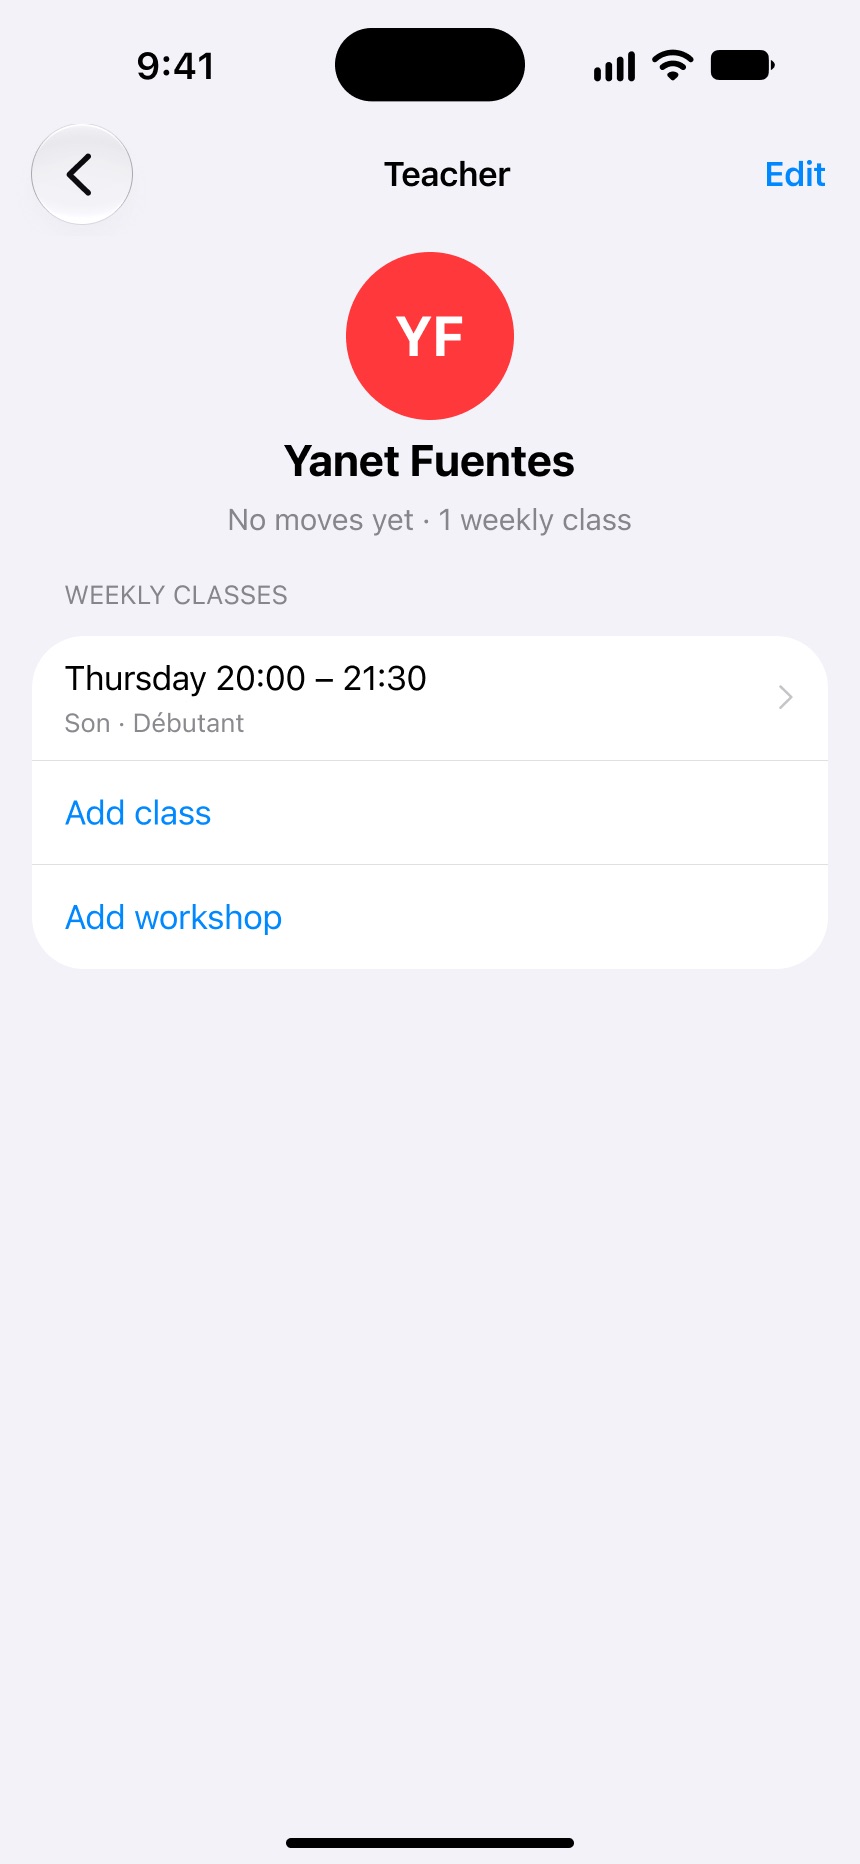 9:41
Teacher
Edit
YF
Yanet Fuentes
No moves yet · 1 weekly class
WEEKLY CLASSES
Thursday 20:00 – 21:30
Son · Débutant
Add class
Add workshop